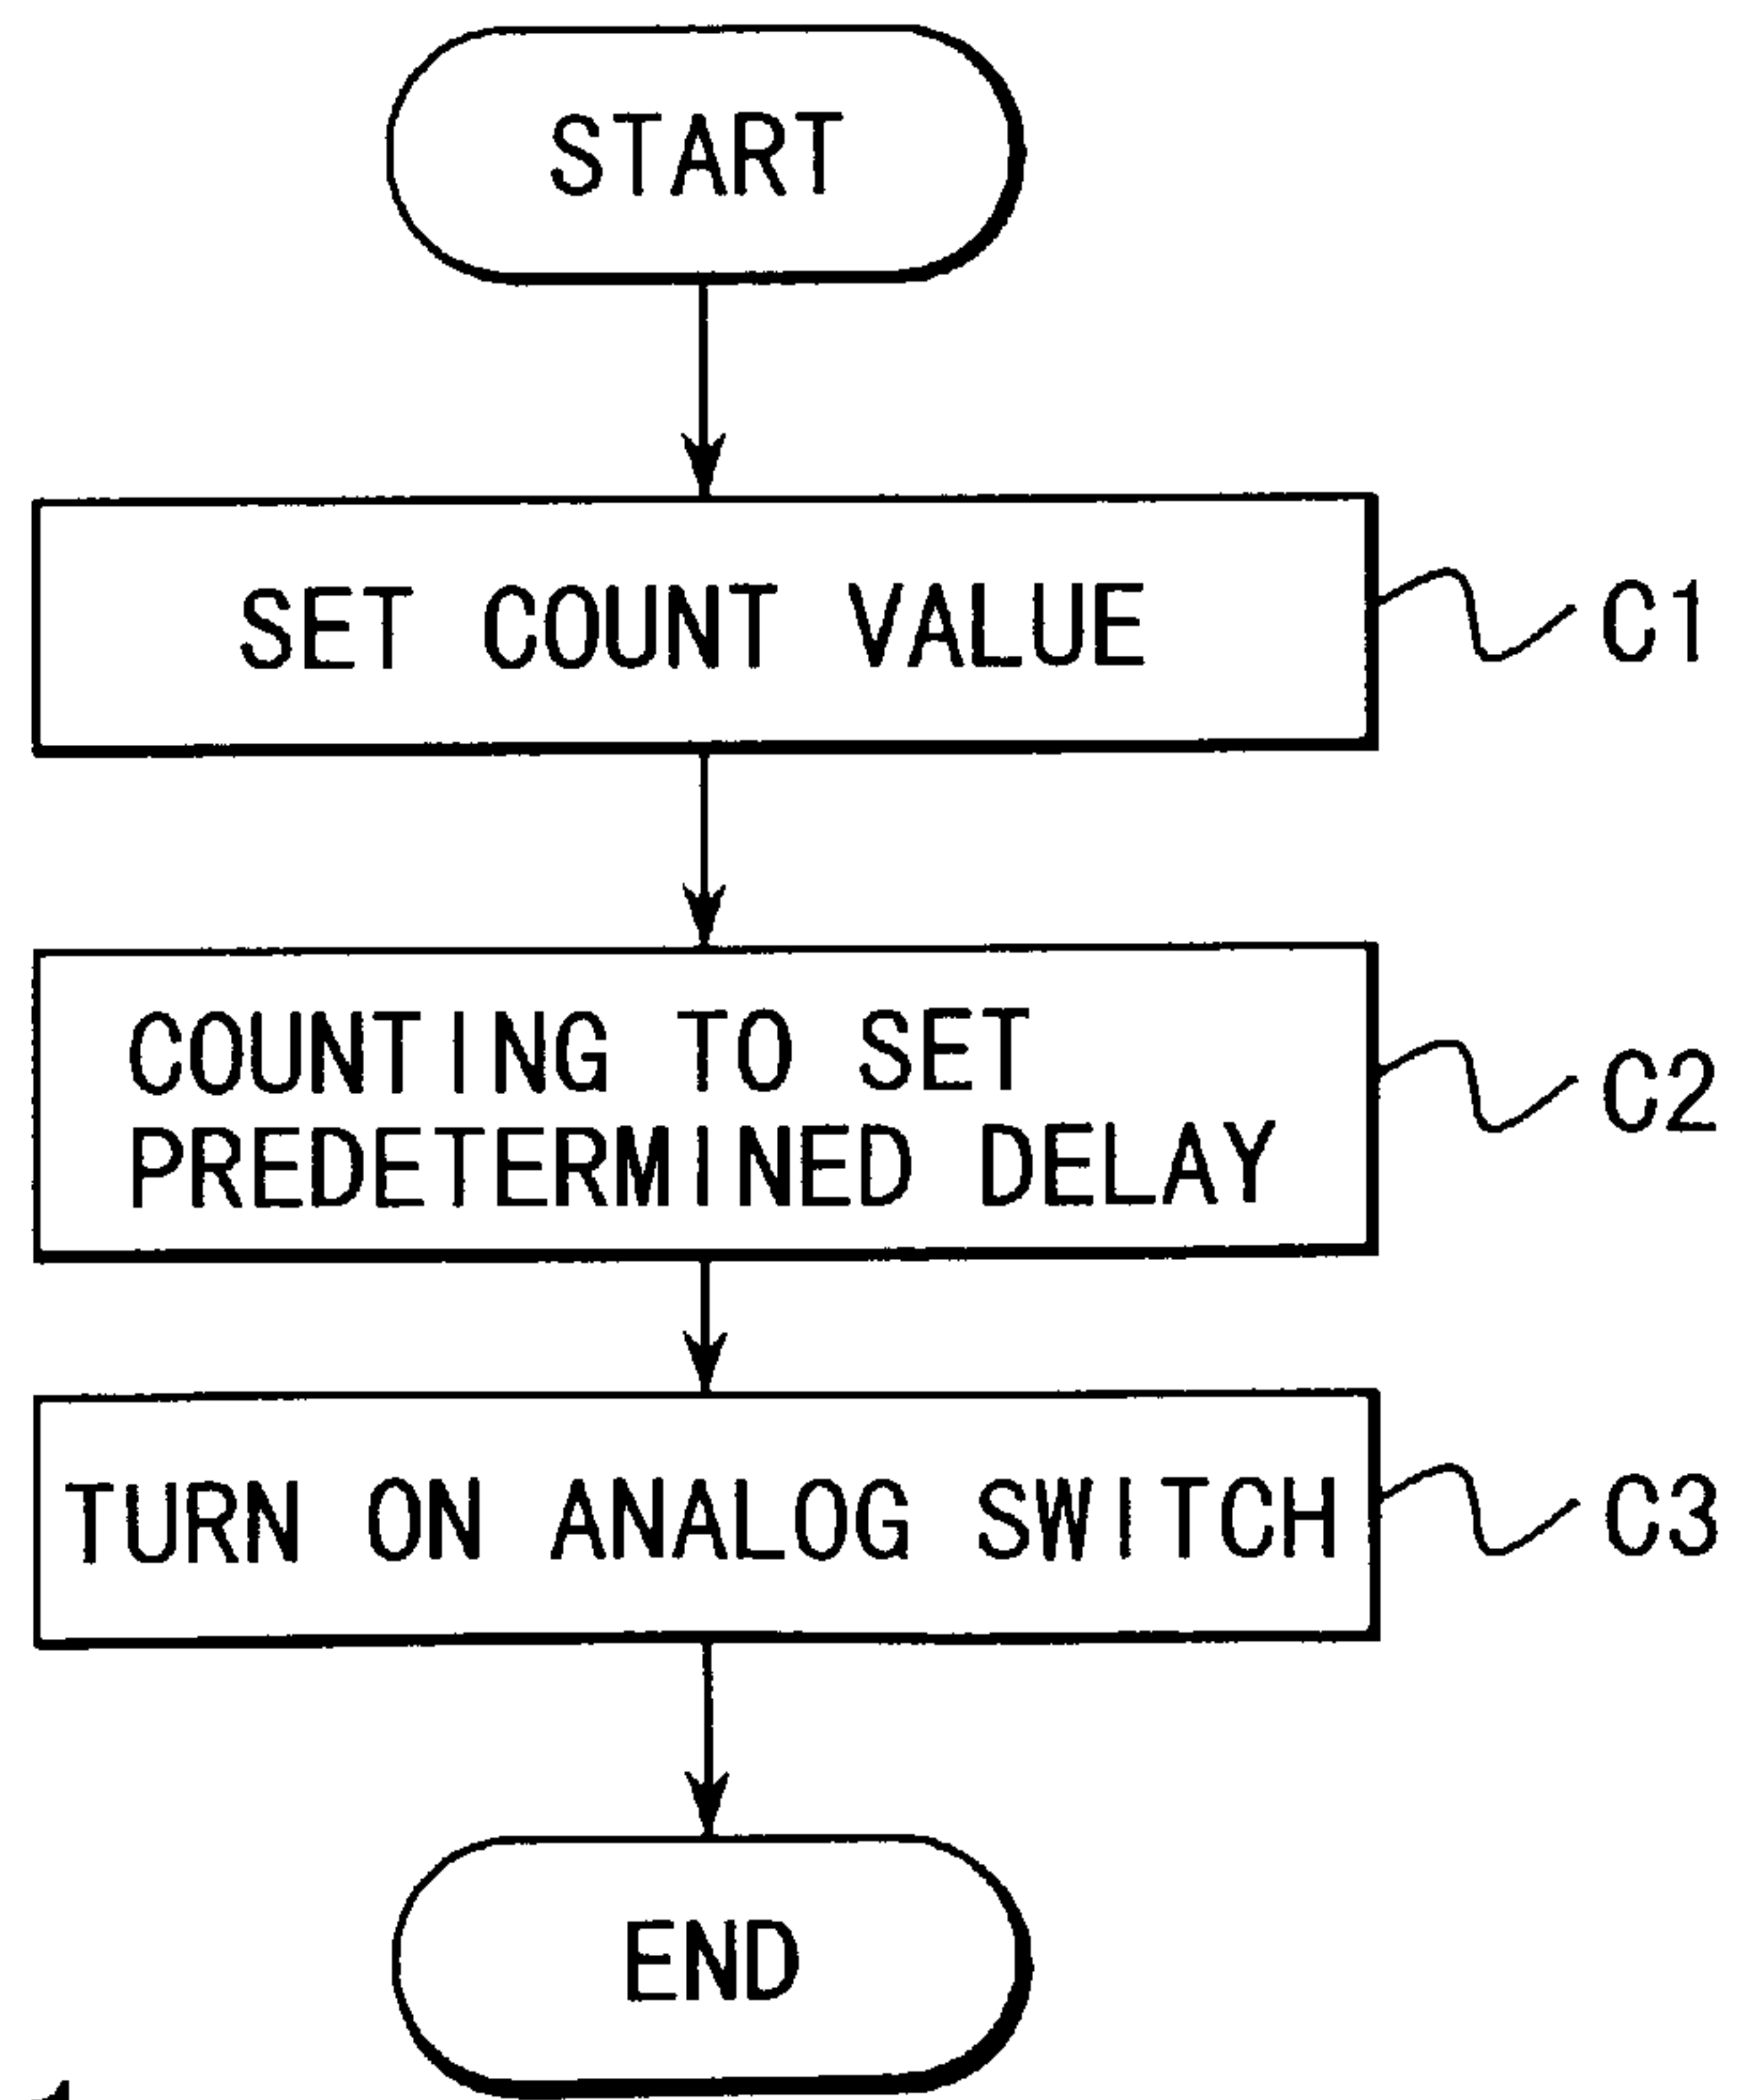 START
SET COUNT VALUE
C1
COUNTING TO SET
PREDETERMINED DELAY
C2
TURN ON ANALOG SWITCH
C3
END